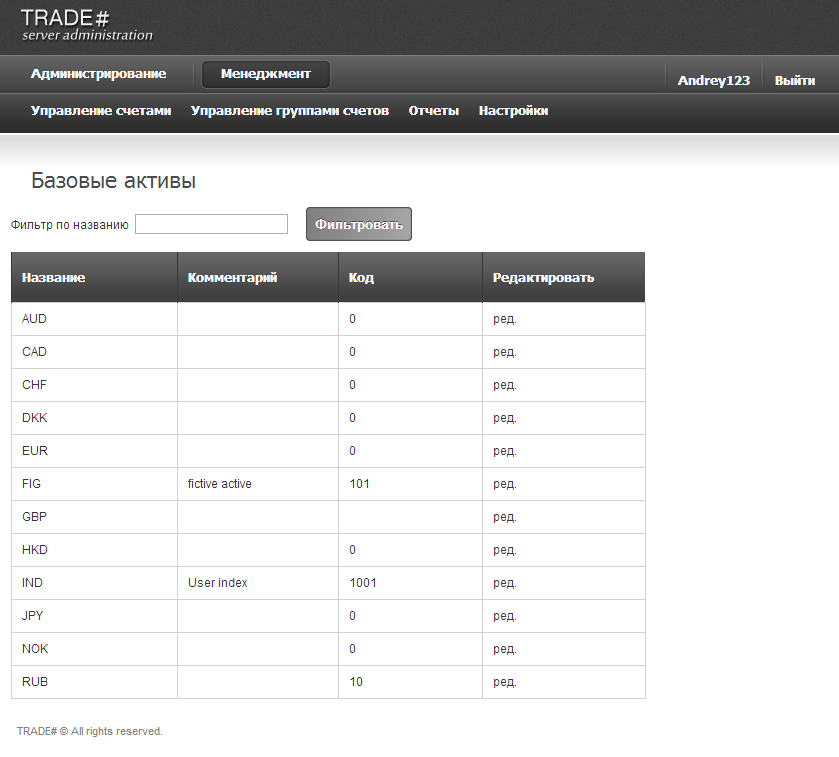 TRADE#
server administration
Администрирование Менеджмент Andrey123 Выйти
Управление счетами Управление группами счетов Отчеты Настройки
Базовые активы
Фильтр по названию Фильтровать
Название Комментарий Код Редактировать
AUD 0 ред.
CAD 0 ред.
CHF 0 ред.
DKK 0 ред.
EUR 0 ред.
FIG fictive active 101 ред.
GBP ред.
HKD 0 ред.
IND User index 1001 ред.
JPY 0 ред.
NOK 0 ред.
RUB 10 ред.
TRADE# © All rights reserved.